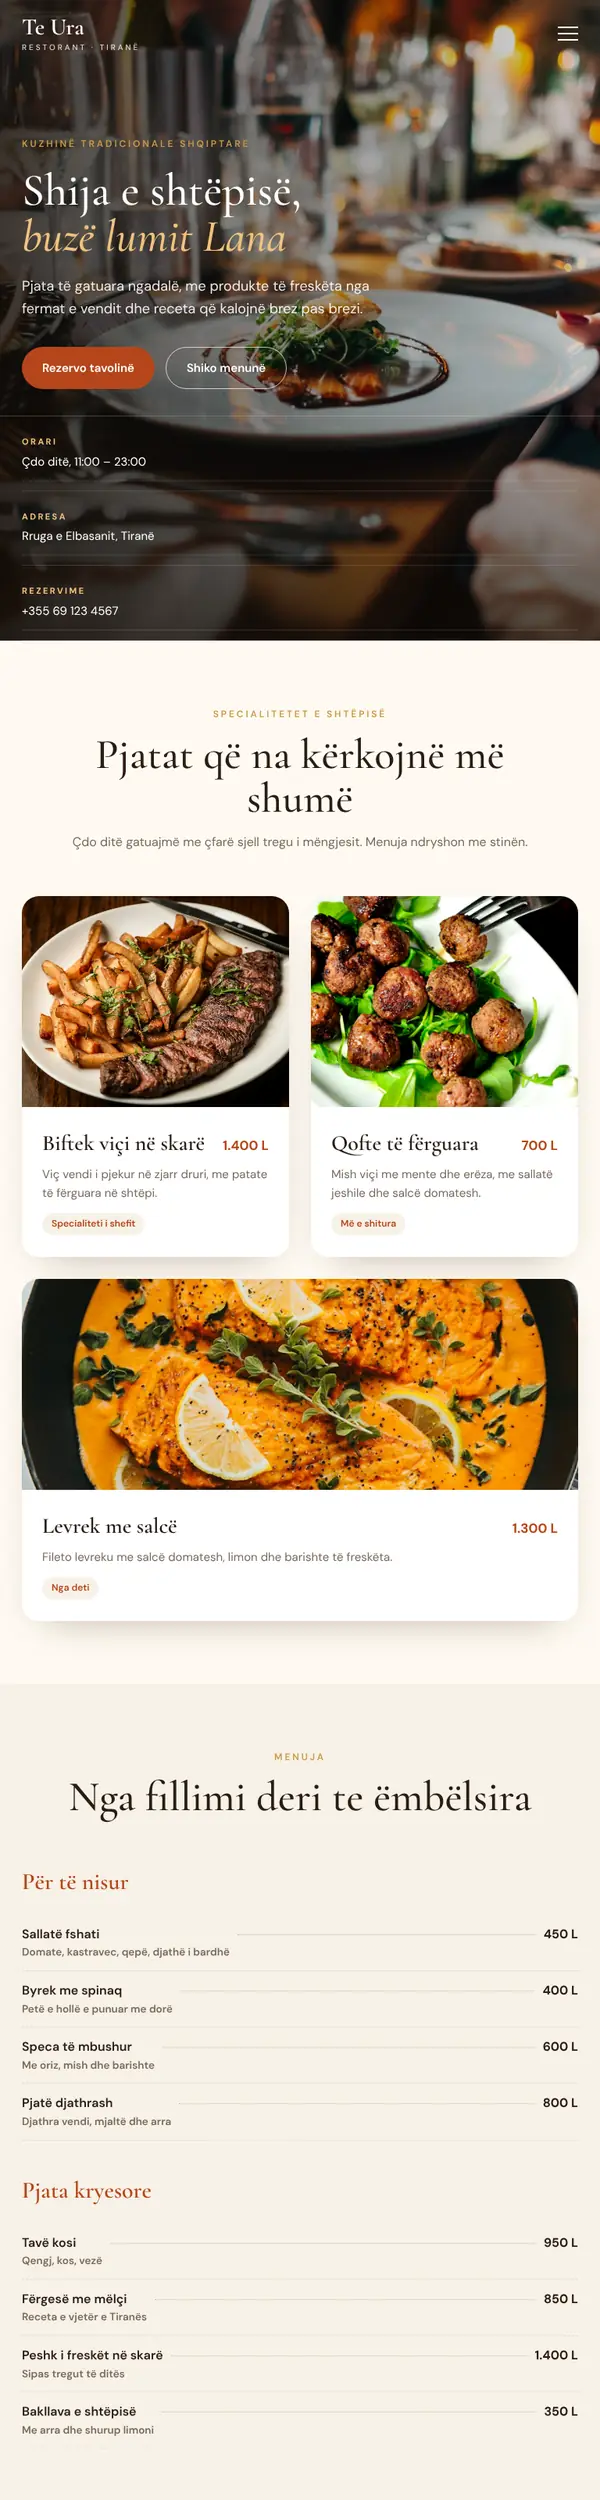 Te Ura
RESTORANT · TIRANË
KUZHINË TRADICIONALE SHQIPTARE
Shija e shtëpisë,
buzë lumit Lana
Pjata të gatuara ngadalë, me produkte të freskëta nga
fermat e vendit dhe receta që kalojnë brez pas brezi.
Rezervo tavolinë
Shiko menunë
ORARI
Çdo ditë, 11:00 – 23:00
ADRESA
Rruga e Elbasanit, Tiranë
REZERVIME
+355 69 123 4567
SPECIALITETET E SHTËPISË
Pjatat që na kërkojnë më
shumë
Çdo ditë gatuajmë me çfarë sjell tregu i mëngjesit. Menuja ndryshon me stinën.
Biftek viçi në skarë 1.400 L
Viç vendi i pjekur në zjarr druri, me patate
të fërguara në shtëpi.
Specialiteti i shefit
Qofte të fërguara 700 L
Mish viçi me mente dhe erëza, me sallatë
jeshile dhe salcë domatesh.
Më e shitura
Levrek me salcë 1.300 L
Fileto levreku me salcë domatesh, limon dhe barishte të freskëta.
Nga deti
MENUJA
Nga fillimi deri te ëmbëlsira
Për të nisur
Sallatë fshati 450 L
Domate, kastravec, qepë, djathë i bardhë
Byrek me spinaq 400 L
Petë e hollë e punuar me dorë
Speca të mbushur 600 L
Me oriz, mish dhe barishte
Pjatë djathrash 800 L
Djathra vendi, mjaltë dhe arra
Pjata kryesore
Tavë kosi 950 L
Qengj, kos, vezë
Fërgesë me mëlçi 850 L
Receta e vjetër e Tiranës
Peshk i freskët në skarë 1.400 L
Sipas tregut të ditës
Bakllava e shtëpisë 350 L
Me arra dhe shurup limoni